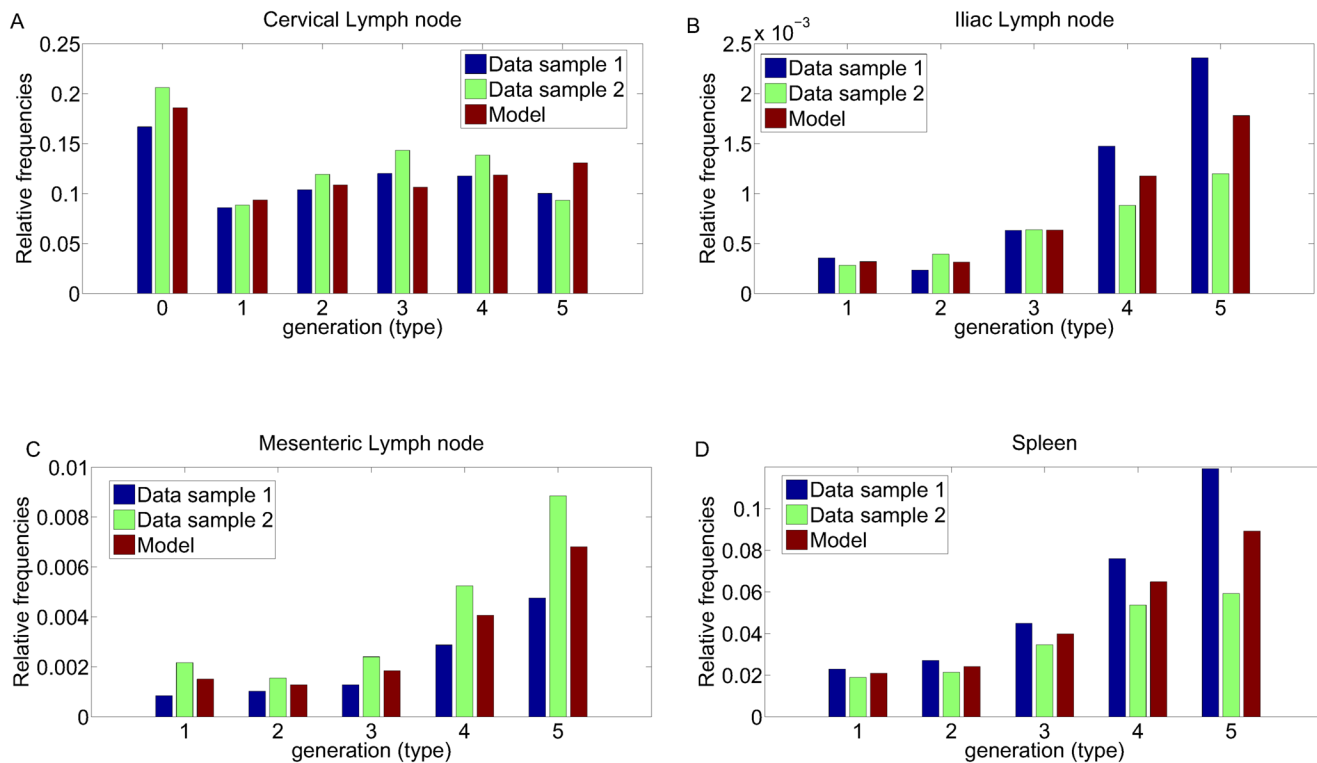 A
Cervical Lymph node
Relative frequencies
0.25
0.2
0.15
0.1
0.05
0
Data sample 1
Data sample 2
Model
0 1 2 3 4 5
generation (type)
B
Iliac Lymph node
x 10⁻³
Relative frequencies
2.5
2
1.5
1
0.5
0
Data sample 1
Data sample 2
Model
1 2 3 4 5
generation (type)
C
Mesenteric Lymph node
Relative frequencies
0.01
0.008
0.006
0.004
0.002
0
Data sample 1
Data sample 2
Model
1 2 3 4 5
generation (type)
D
Spleen
Relative frequencies
0.1
0.08
0.06
0.04
0.02
0
Data sample 1
Data sample 2
Model
1 2 3 4 5
generation (type)